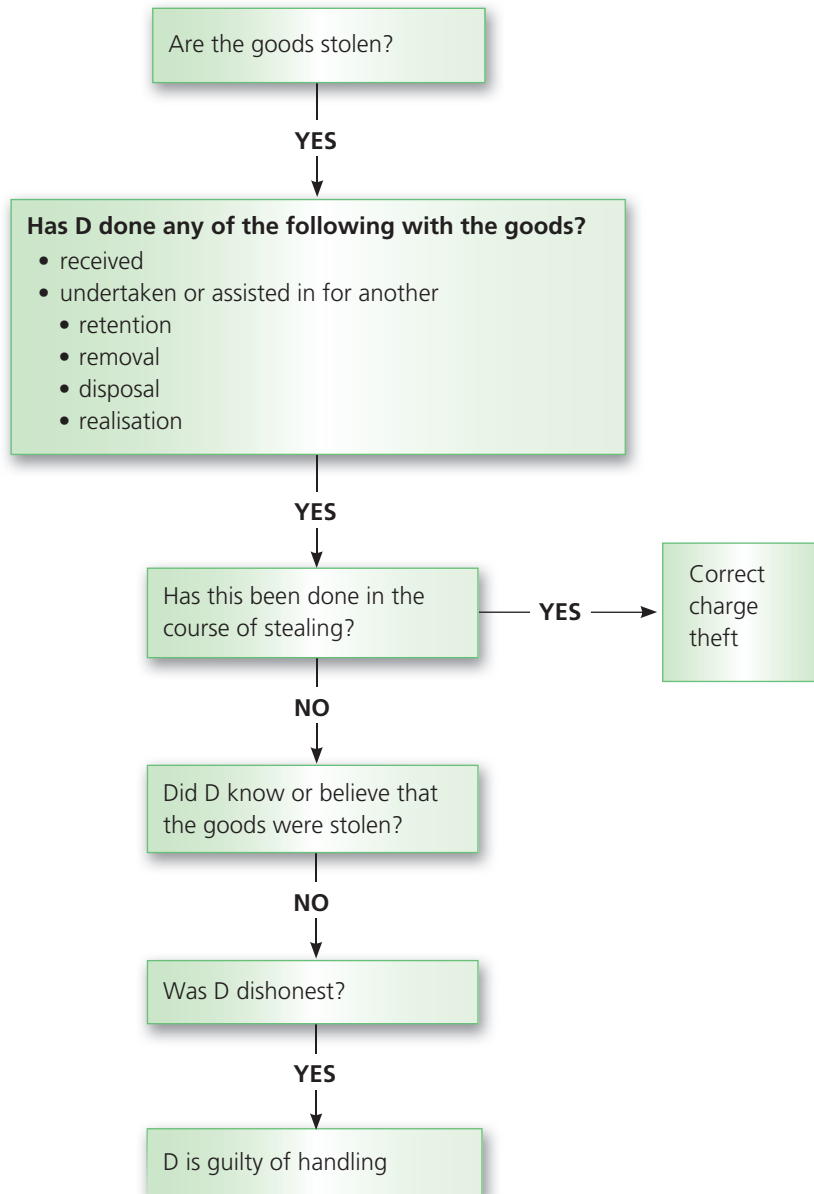 Are the goods stolen?
YES
Has D done any of the following with the goods?
• received
• undertaken or assisted in for another
• retention
• removal
• disposal
• realisation
YES
Has this been done in the
course of stealing?
YES
Correct
charge
theft
NO
Did D know or believe that
the goods were stolen?
NO
Was D dishonest?
YES
D is guilty of handling